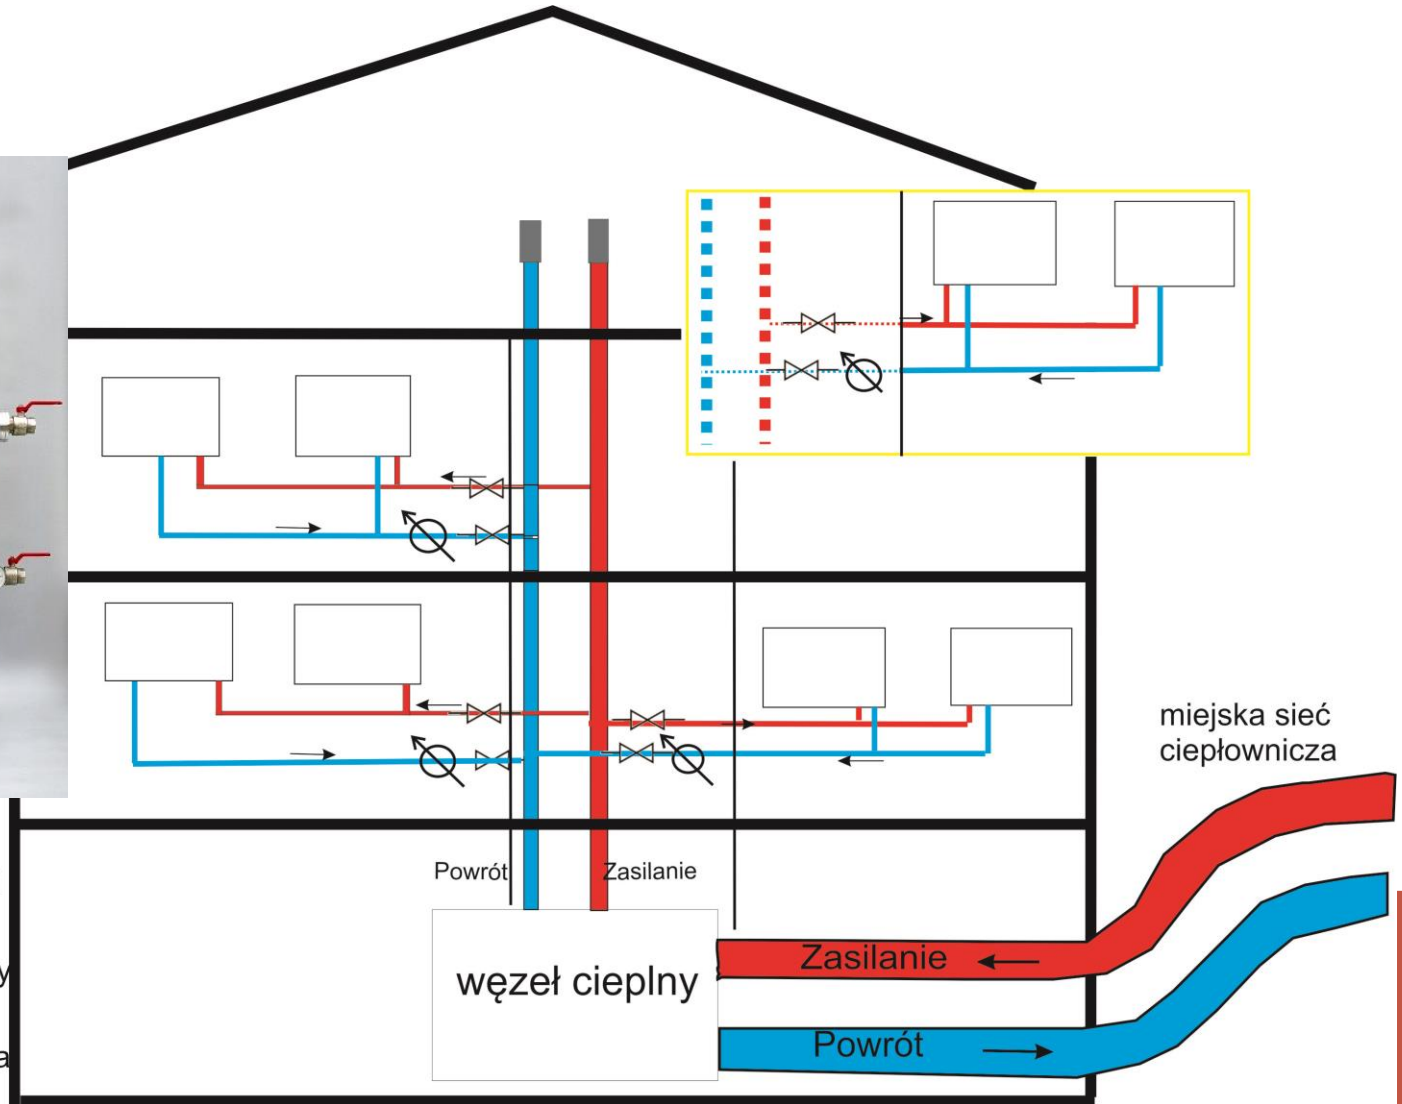 miejska sieć
ciepłownicza
Powrót
Zasilanie
Zasilanie
węzeł cieplny
Powrót
y
a